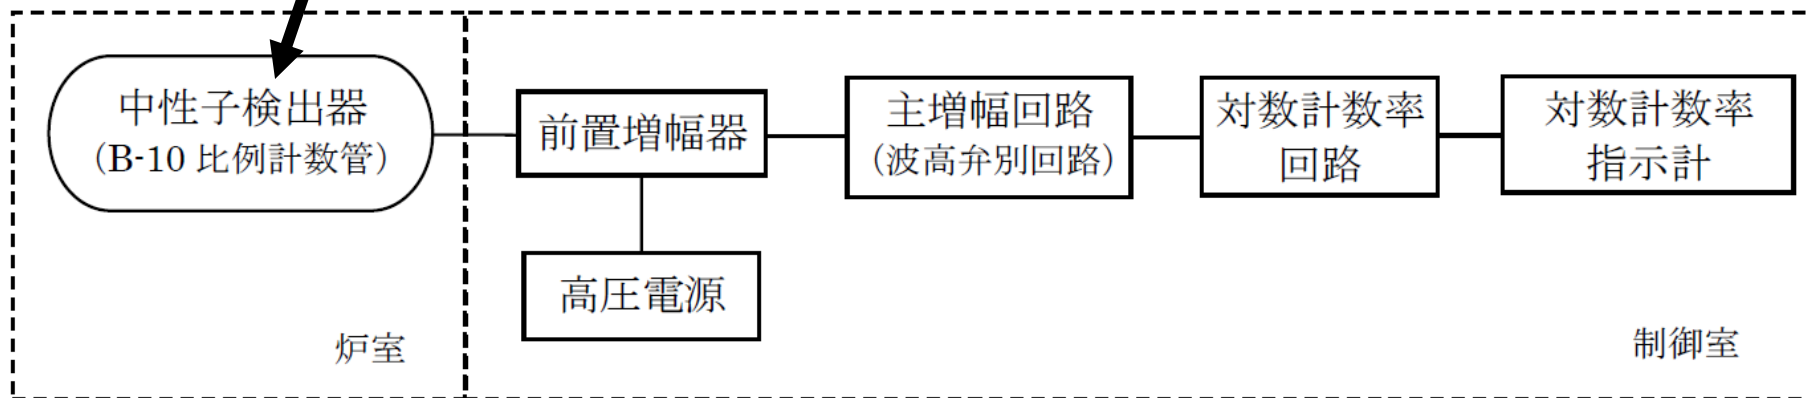 中性子検出器
（B-10 比例計数管）
前置増幅器
主増幅回路
（波高弁別回路）
対数計数率
回路
対数計数率
指示計
高圧電源
炉室
制御室